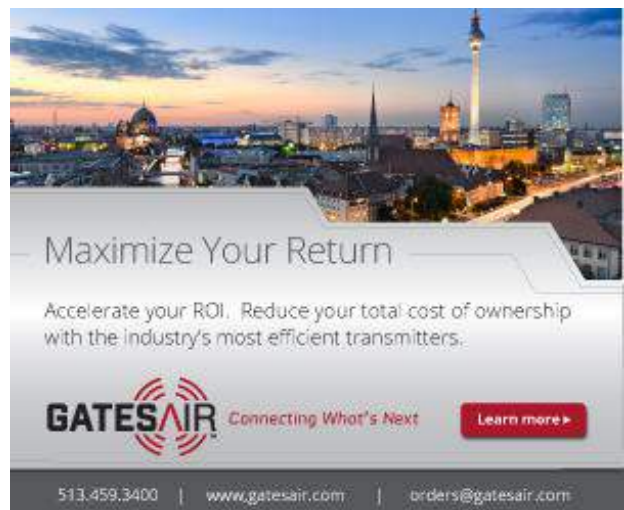 Maximize Your Return
Accelerate your ROI. Reduce your total cost of ownership
with the industry's most efficient transmitters.
GATESAIR Connecting What's Next Learn more
513.459.3400 | www.gatesair.com | orders@gatesair.com